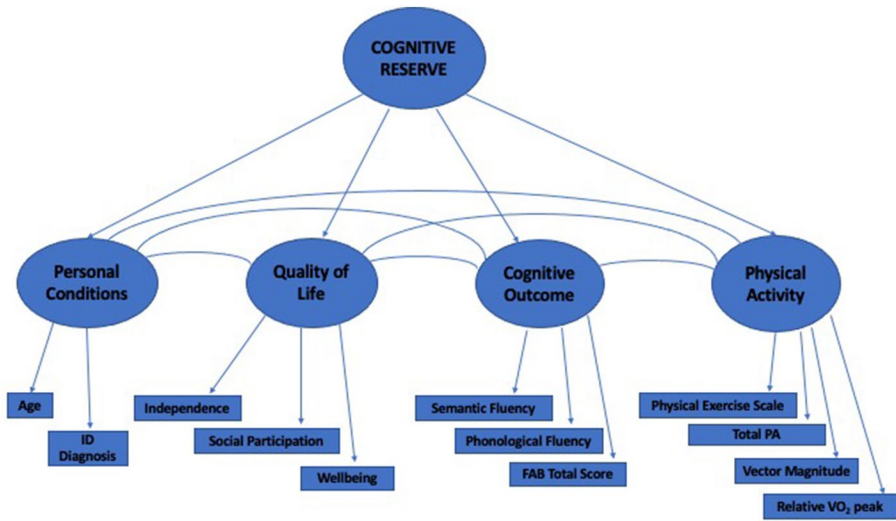 COGNITIVE
RESERVE
Personal
Conditions
Quality of
Life
Cognitive
Outcome
Physical
Activity
Age
ID
Diagnosis
Independence
Social Participation
Wellbeing
Semantic Fluency
Phonological Fluency
FAB Total Score
Physical Exercise Scale
Total PA
Vector Magnitude
Relative VO₂ peak